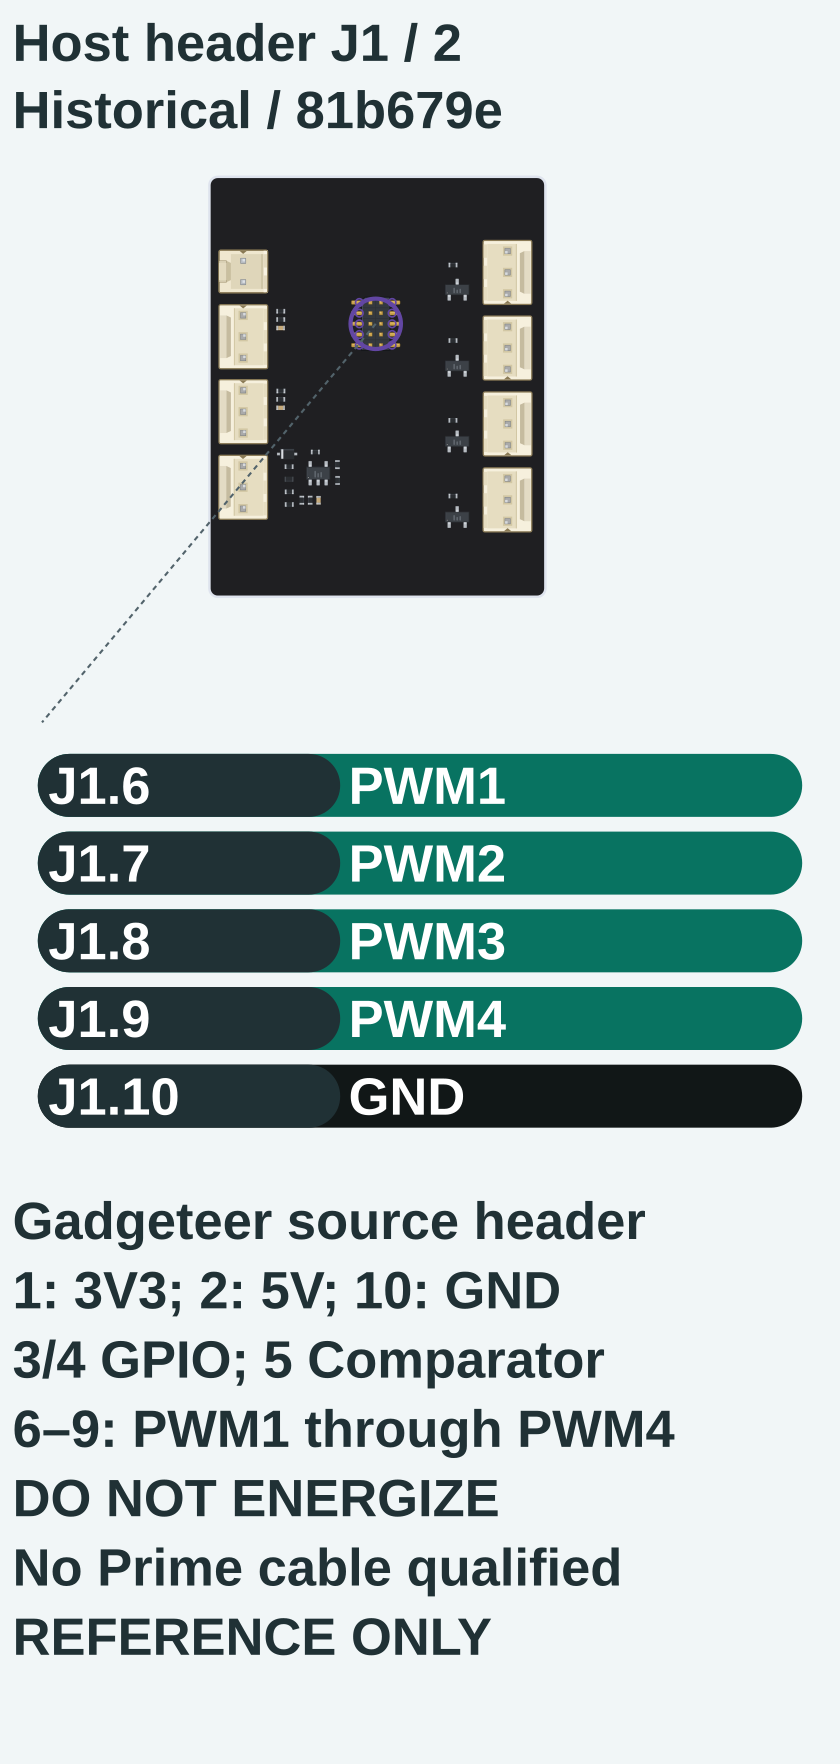 Host header J1 / 2
Historical / 81b679e
J1.6 PWM1
J1.7 PWM2
J1.8 PWM3
J1.9 PWM4
J1.10 GND
Gadgeteer source header
1: 3V3; 2: 5V; 10: GND
3/4 GPIO; 5 Comparator
6–9: PWM1 through PWM4
DO NOT ENERGIZE
No Prime cable qualified
REFERENCE ONLY